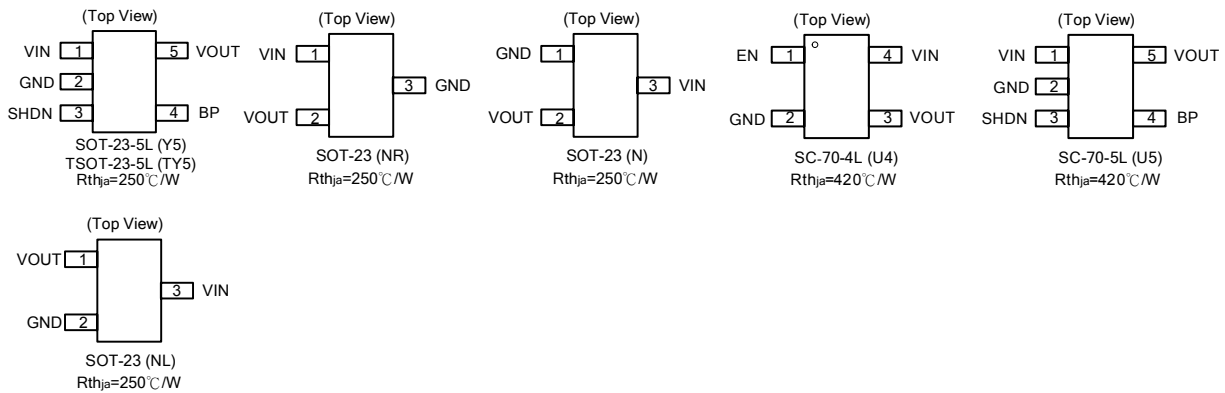 (Top View)
VIN 1 5 VOUT
GND 2
SHDN 3 4 BP
SOT-23-5L (Y5)
TSOT-23-5L (TY5)
Rthja=250℃/W
(Top View)
VIN 1
3 GND
VOUT 2
SOT-23 (NR)
Rthja=250℃/W
(Top View)
GND 1
3 VIN
VOUT 2
SOT-23 (N)
Rthja=250℃/W
(Top View)
EN 1 4 VIN
GND 2 3 VOUT
SC-70-4L (U4)
Rthja=420℃/W
(Top View)
VIN 1 5 VOUT
GND 2
SHDN 3 4 BP
SC-70-5L (U5)
Rthja=420℃/W
(Top View)
VOUT 1
3 VIN
GND 2
SOT-23 (NL)
Rthja=250℃/W